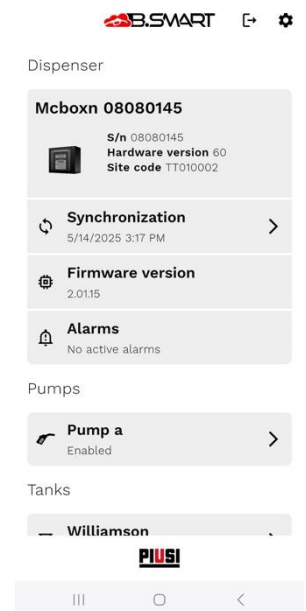 B.SMART
Dispenser
Mcboxn 08080145
S/n 08080145
Hardware version 60
Site code TT010002
Synchronization
5/14/2025 3:17 PM
Firmware version
2.01.15
Alarms
No active alarms
Pumps
Pump a
Enabled
Tanks
Williamson
PIUSI